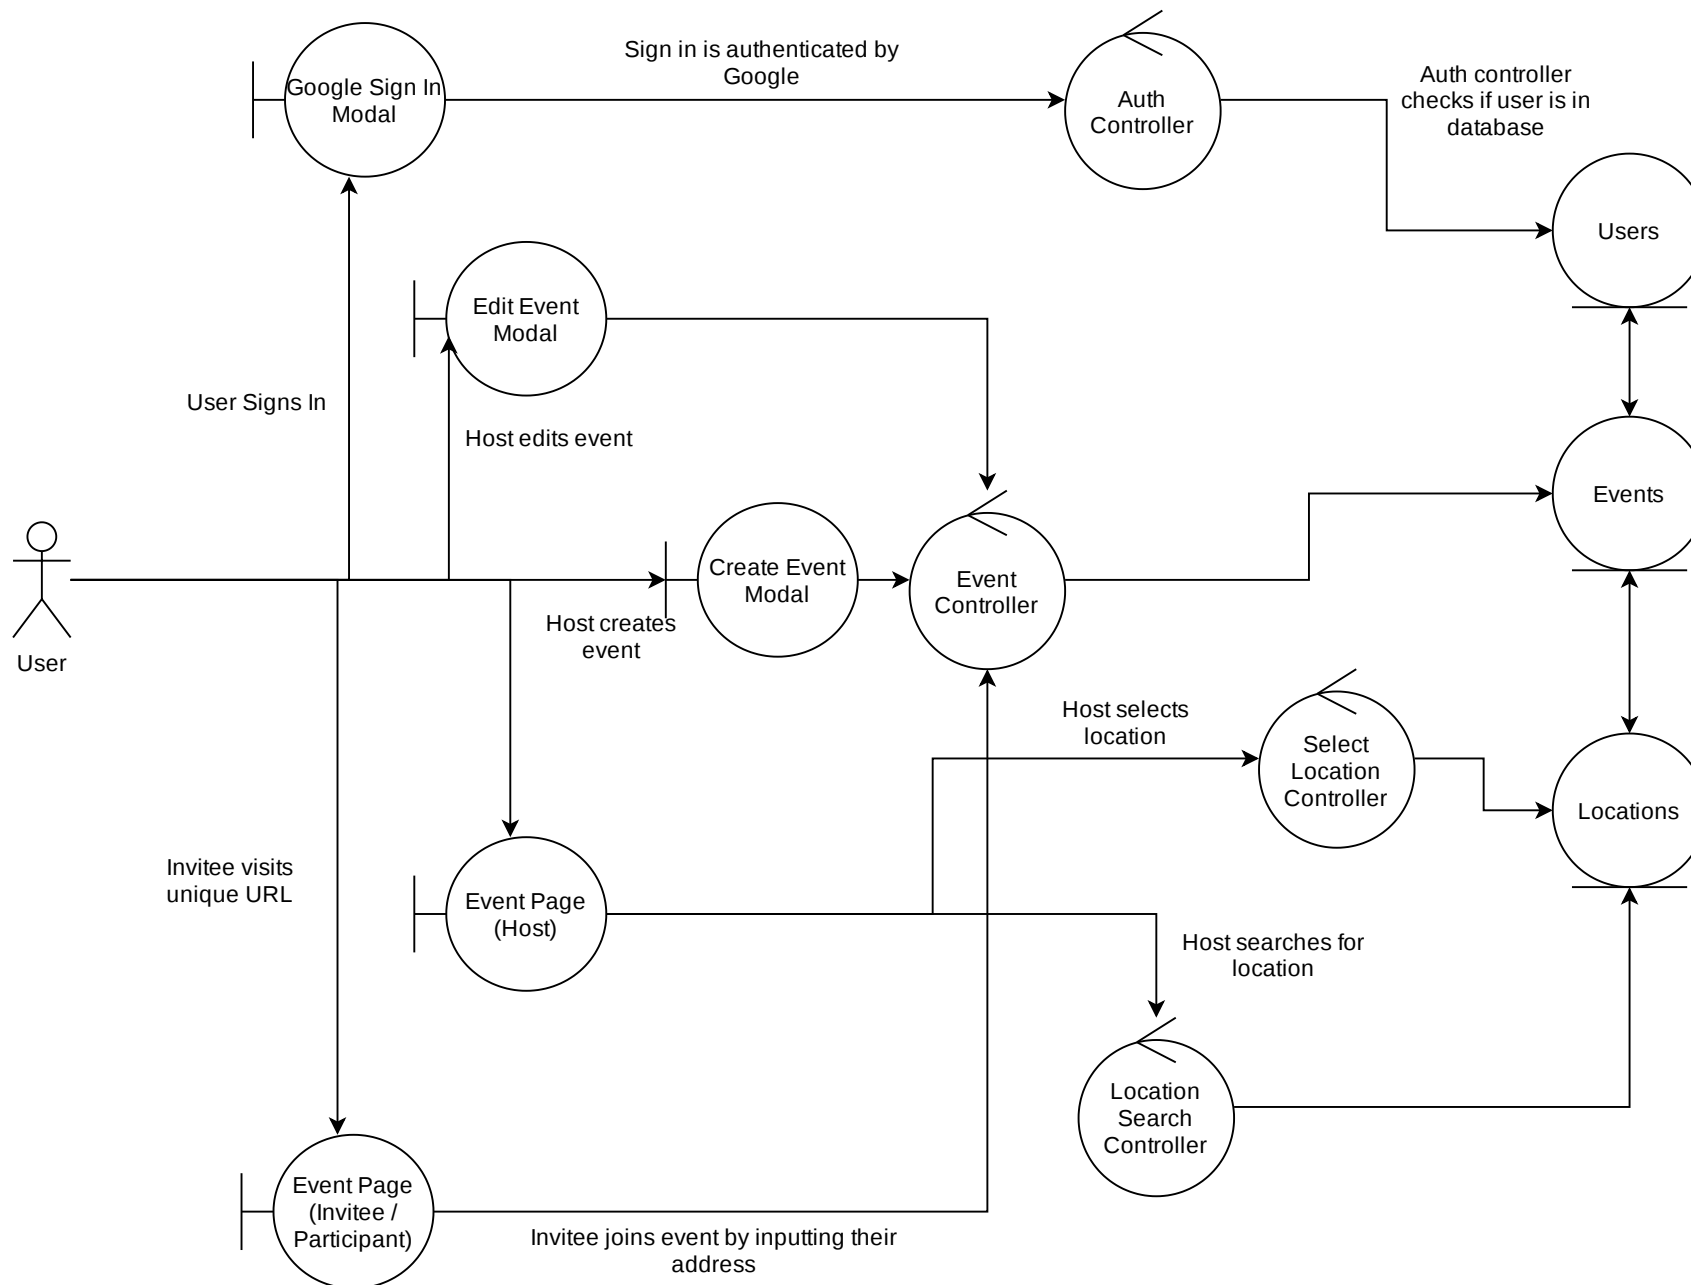 Sign in is authenticated by
Google
Google Sign In
Modal
Auth
Controller
Auth controller
checks if user is in
database
Users
Edit Event
Modal
User Signs In
Host edits event
Events
User
Create Event
Modal
Host creates
event
Event
Controller
Host selects
location
Select
Location
Controller
Locations
Invitee visits
unique URL
Event Page
(Host)
Host searches for
location
Location
Search
Controller
Event Page
(Invitee /
Participant)
Invitee joins event by inputting their
address